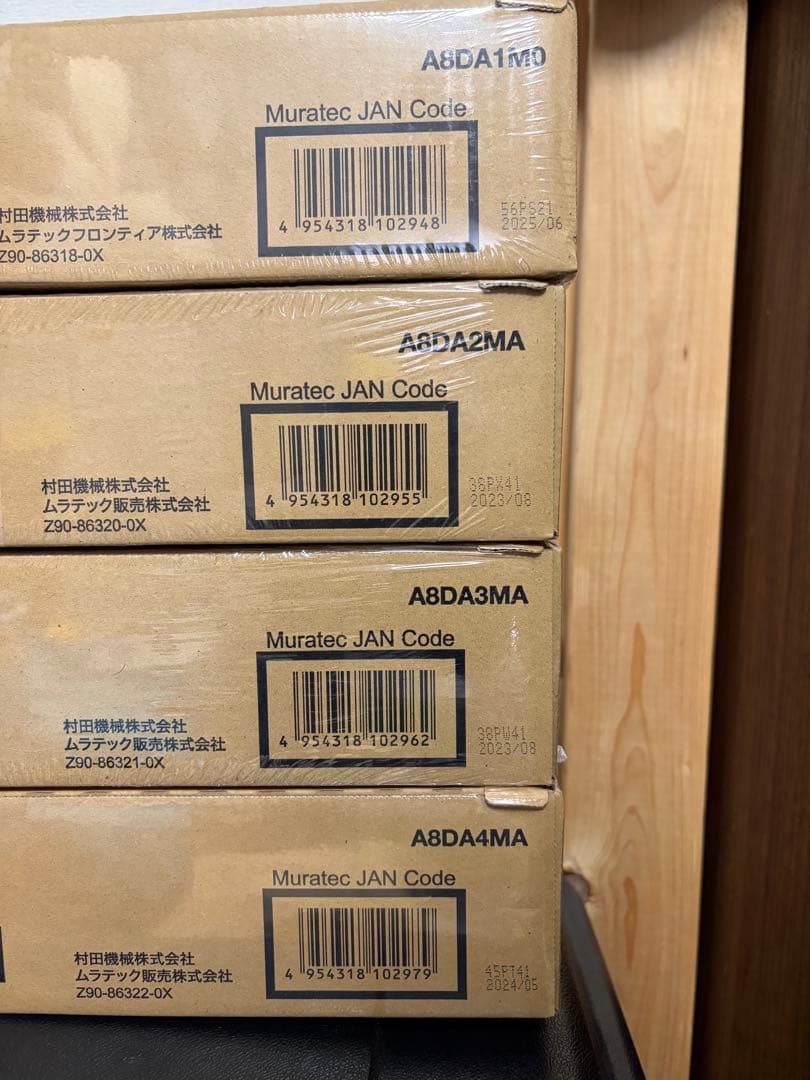 A8DA1M0
Muratec JAN Code
4 954318 102948
56PS21
2025/06
村田機械株式会社
ムラテックフロンティア株式会社
Z90-86318-0X
A8DA2MA
Muratec JAN Code
4 954318 102955
38PX41
2023/08
村田機械株式会社
ムラテック販売株式会社
Z90-86320-0X
A8DA3MA
Muratec JAN Code
4 954318 102962
38PW41
2023/08
村田機械株式会社
ムラテック販売株式会社
Z90-86321-0X
A8DA4MA
Muratec JAN Code
4 954318 102979
45PT41
2024/05
村田機械株式会社
ムラテック販売株式会社
Z90-86322-0X